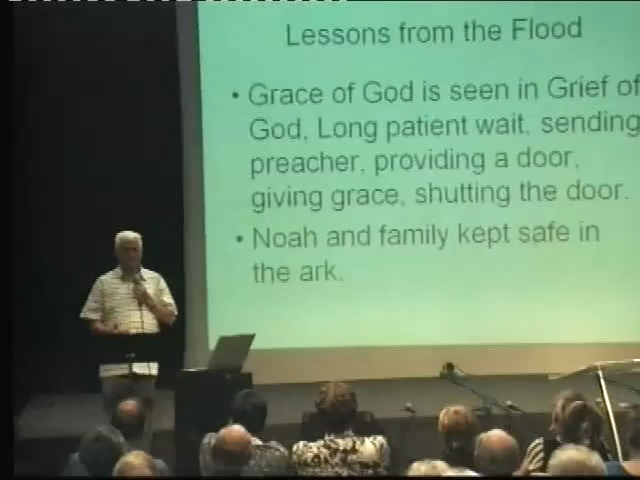 Lessons from the Flood
• Grace of God is seen in Grief of
God, Long patient wait, sending
preacher, providing a door,
giving grace, shutting the door.
• Noah and family kept safe in
the ark.